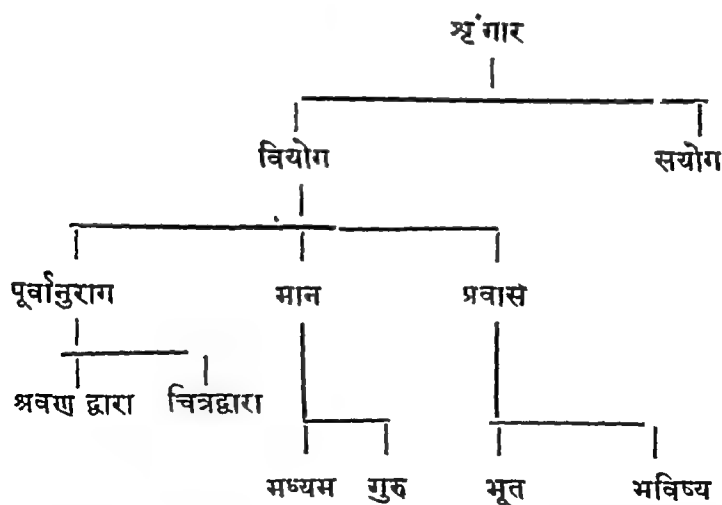 शृंगार
वियोग सयोग
पूर्वानुराग मान प्रवास
श्रवण द्वारा चित्रद्वारा
मध्यम गुरु भूत भविष्य